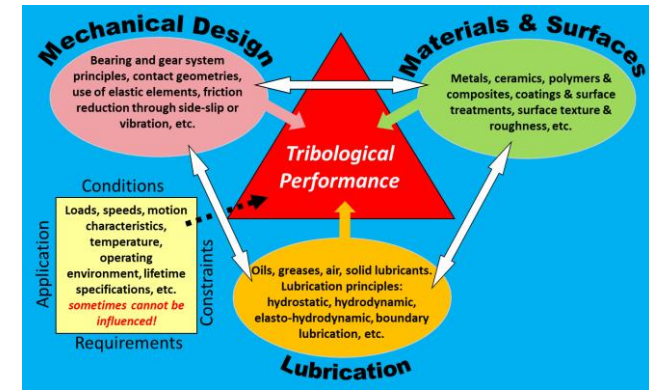 Mechanical Design
Bearing and gear system
principles, contact geometries,
use of elastic elements, friction
reduction through side-slip or
vibration, etc.
Materials & Surfaces
Metals, ceramics, polymers &
composites, coatings & surface
treatments, surface texture &
roughness, etc.
Tribological
Performance
Conditions
Application
Loads, speeds, motion
characteristics,
temperature,
operating
environment, lifetime
specifications, etc.
sometimes cannot be
influenced!
Constraints
Requirements
Oils, greases, air, solid lubricants.
Lubrication principles:
hydrostatic, hydrodynamic,
elasto-hydrodynamic, boundary
lubrication, etc.
Lubrication